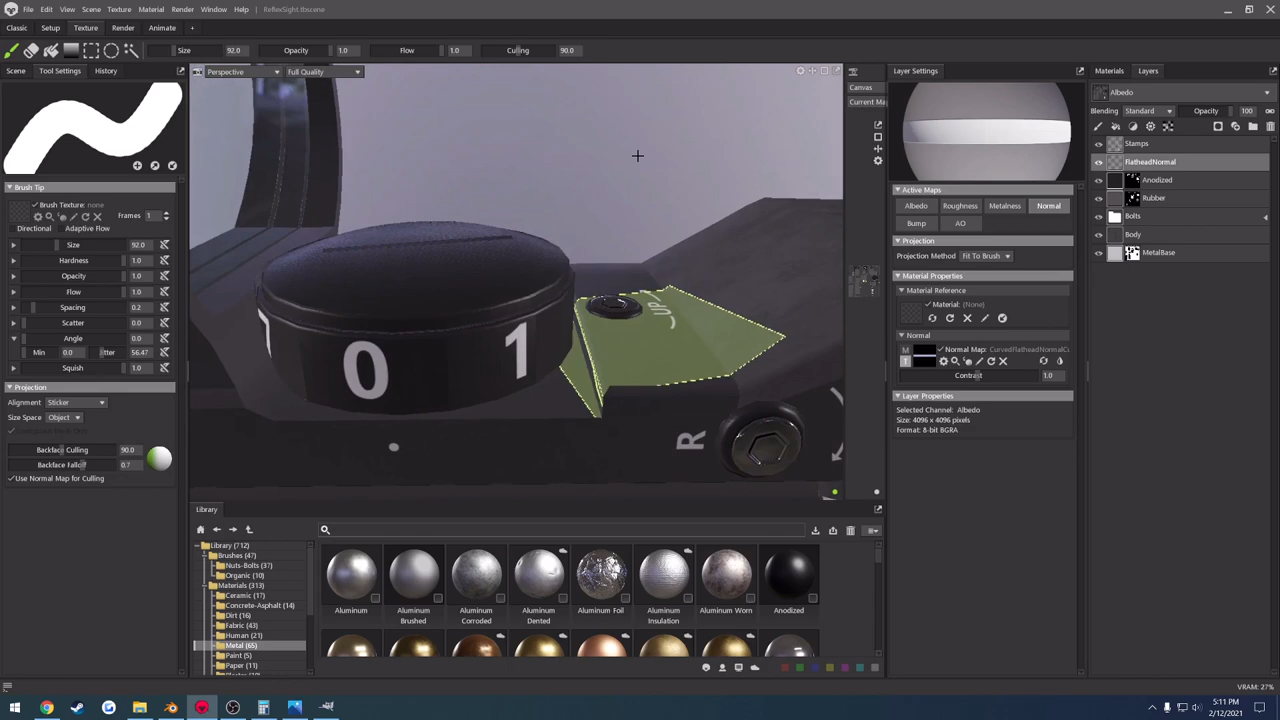 File Edit View Scene Texture Material Render Window Help ReflexSight.tbscene
Classic Setup Texture Render Animate +
Size 92.0 Opacity 1.0 Flow 1.0 Culling 90.0
Scene Tool Settings History
Perspective Full Quality
Canvas
Current Ma
Layer Settings
Materials Layers
Albedo
Blending Standard Opacity 100
Stamps
FlatheadNormal
Anodized
Rubber
Bolts
Body
MetalBase
Brush Tip
Brush Texture: none
Frames 1
Directional Adaptive Flow
Size 92.0
Hardness 1.0
Opacity 1.0
Flow 1.0
Spacing 0.2
Scatter 0.0
Angle 0.0
Min 0.0 Jitter 56.47
Squish 1.0
Projection
Alignment Sticker
Size Space Object
Backface Culling 90.0
Backface Falloff 0.7
Use Normal Map for Culling
UP
0 1
R
Active Maps
Albedo Roughness Metalness Normal
Bump AO
Projection
Projection Method Fit To Brush
Material Properties
Material Reference
Material: (None)
Normal
M Normal Map: CurvedFlatheadNormalCu
T
Contrast 1.0
Layer Properties
Selected Channel: Albedo
Size: 4096 x 4096 pixels
Format: 8-bit BGRA
Library
Library (712)
Brushes (47)
Nuts-Bolts (37)
Organic (10)
Materials (313)
Ceramic (17)
Concrete-Asphalt (14)
Dirt (16)
Fabric (43)
Human (21)
Metal (65)
Paint (5)
Paper (11)
Aluminum
Aluminum Brushed
Aluminum Corroded
Aluminum Dented
Aluminum Foil
Aluminum Insulation
Aluminum Worn
Anodized
VRAM: 27%
5:11 PM
2/12/2021